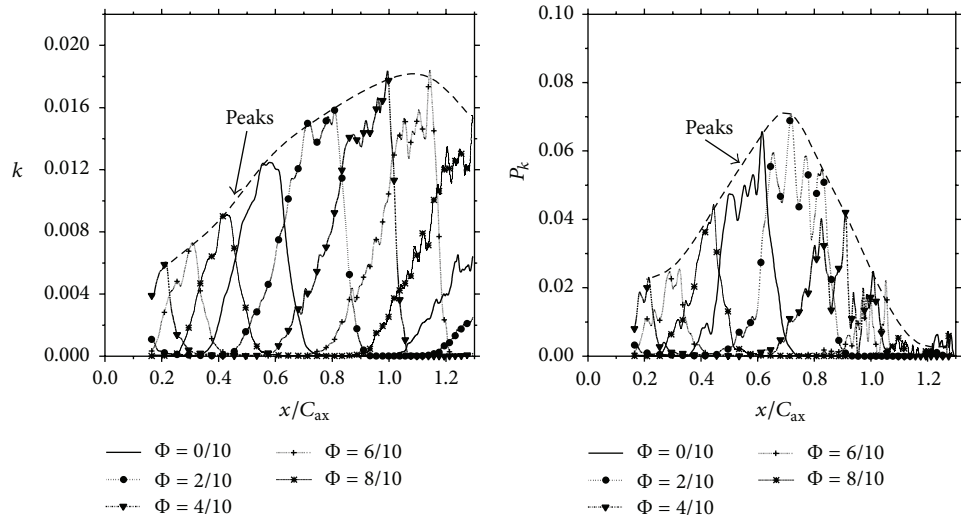 0.020
0.016
0.012
0.008
0.004
0.000
k
Peaks
0.0 0.2 0.4 0.6 0.8 1.0 1.2
x/Cax
Φ = 0/10
Φ = 2/10
Φ = 4/10
Φ = 6/10
Φ = 8/10
0.10
0.08
0.06
0.04
0.02
0.00
Pk
Peaks
0.0 0.2 0.4 0.6 0.8 1.0 1.2
x/Cax
Φ = 0/10
Φ = 2/10
Φ = 4/10
Φ = 6/10
Φ = 8/10